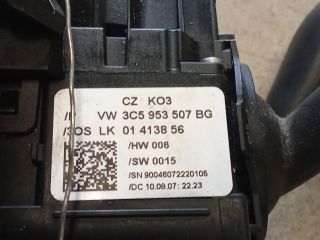 CZ KO3
VW 3C5 953 507 BG
/3OS LK 01 4138 56
/HW 006
/SW 0015
/SN 90046072220105
/DC 10.08.07: 22.23